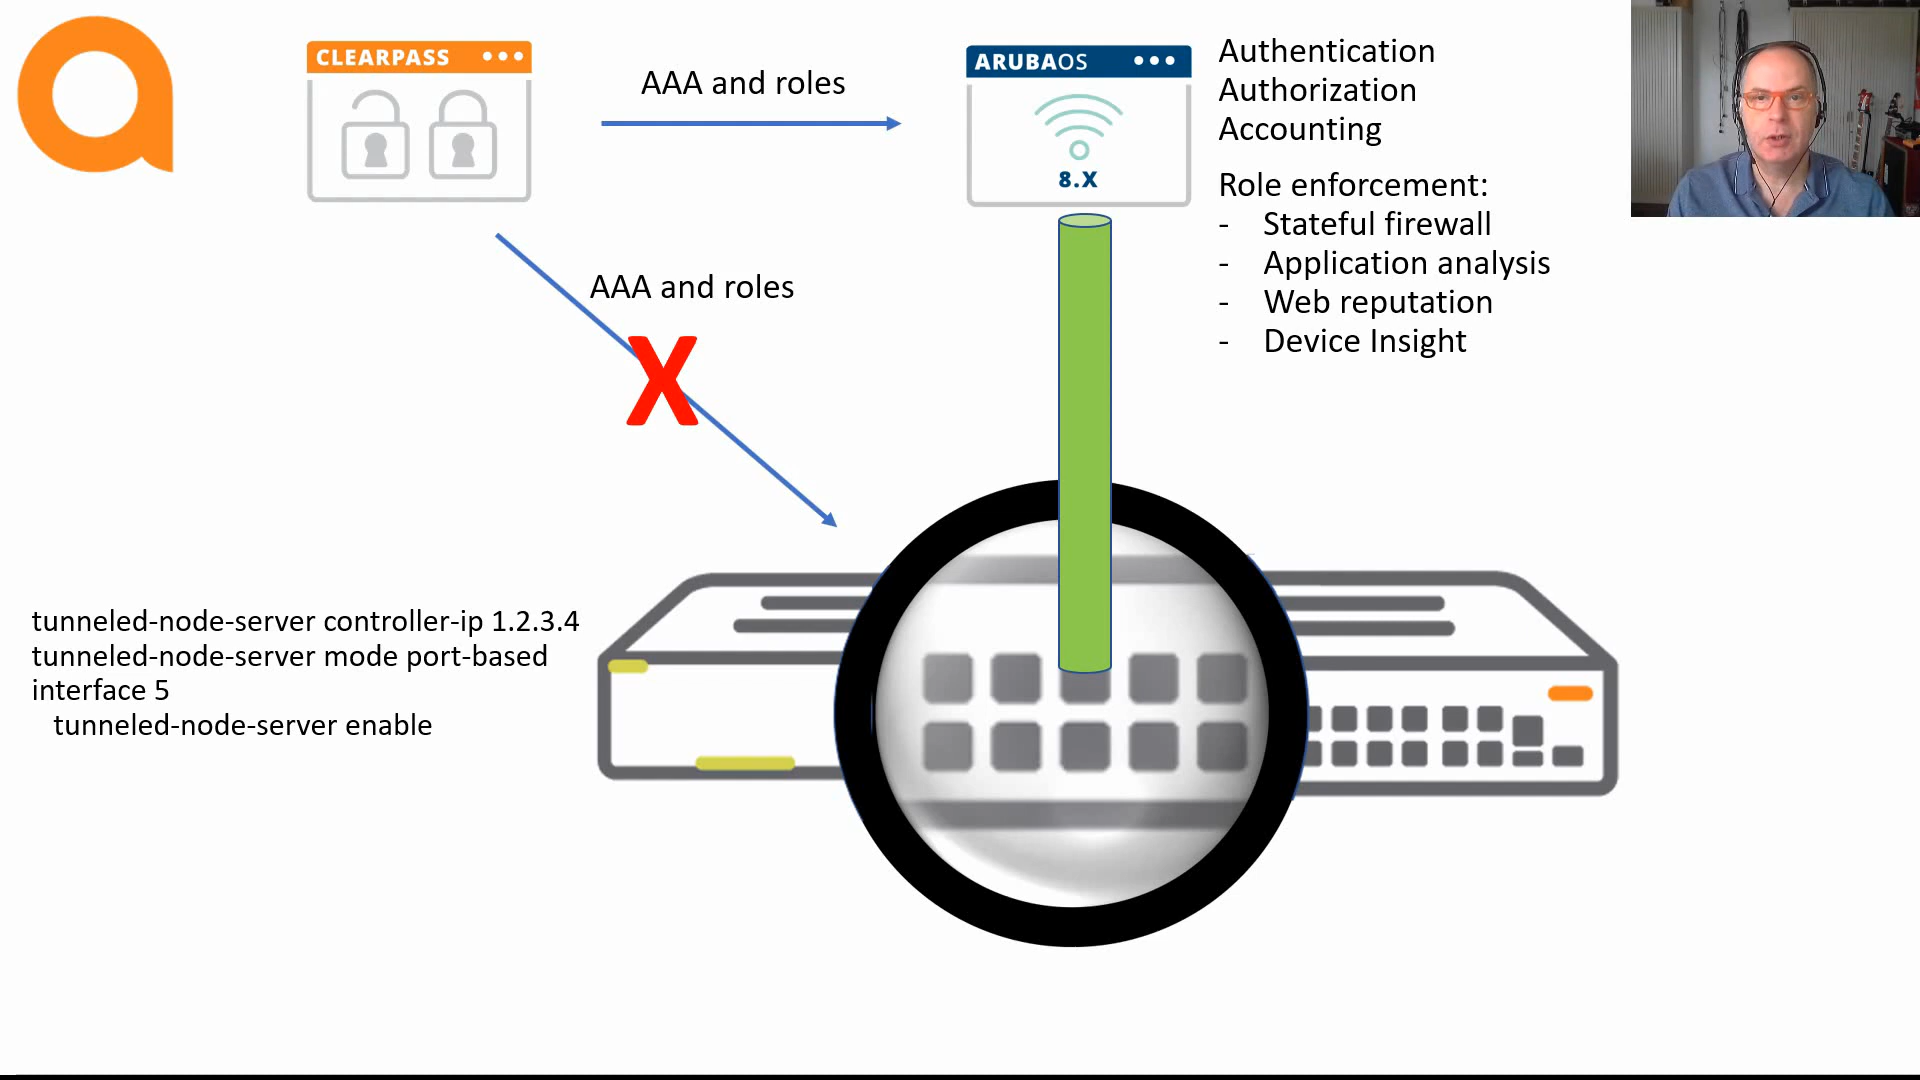 CLEARPASS
AAA and roles
ARUBAOS
8.X
Authentication
Authorization
Accounting
Role enforcement:
- Stateful firewall
- Application analysis
- Web reputation
- Device Insight
AAA and roles
X
tunneled-node-server controller-ip 1.2.3.4
tunneled-node-server mode port-based
interface 5
tunneled-node-server enable